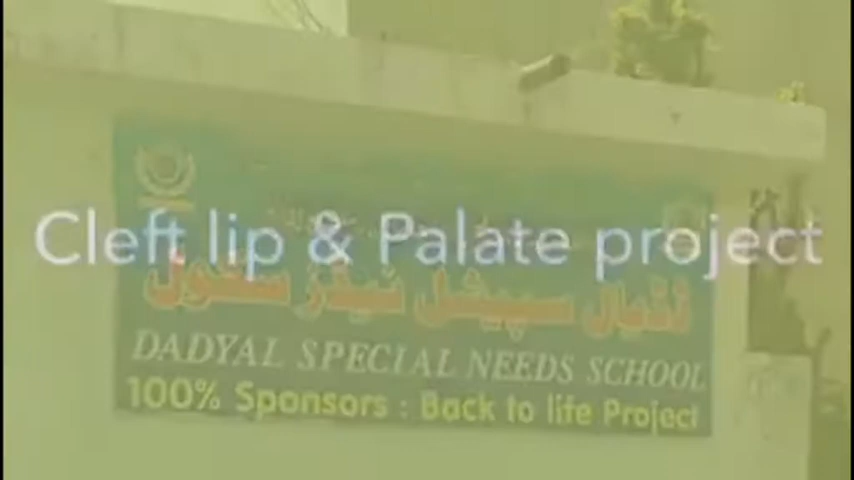 Cleft lip & Palate project
ڈڈیال سپیشل نیڈز سکول
DADYAL SPECIAL NEEDS SCHOOL
100% Sponsors : Back to life Project